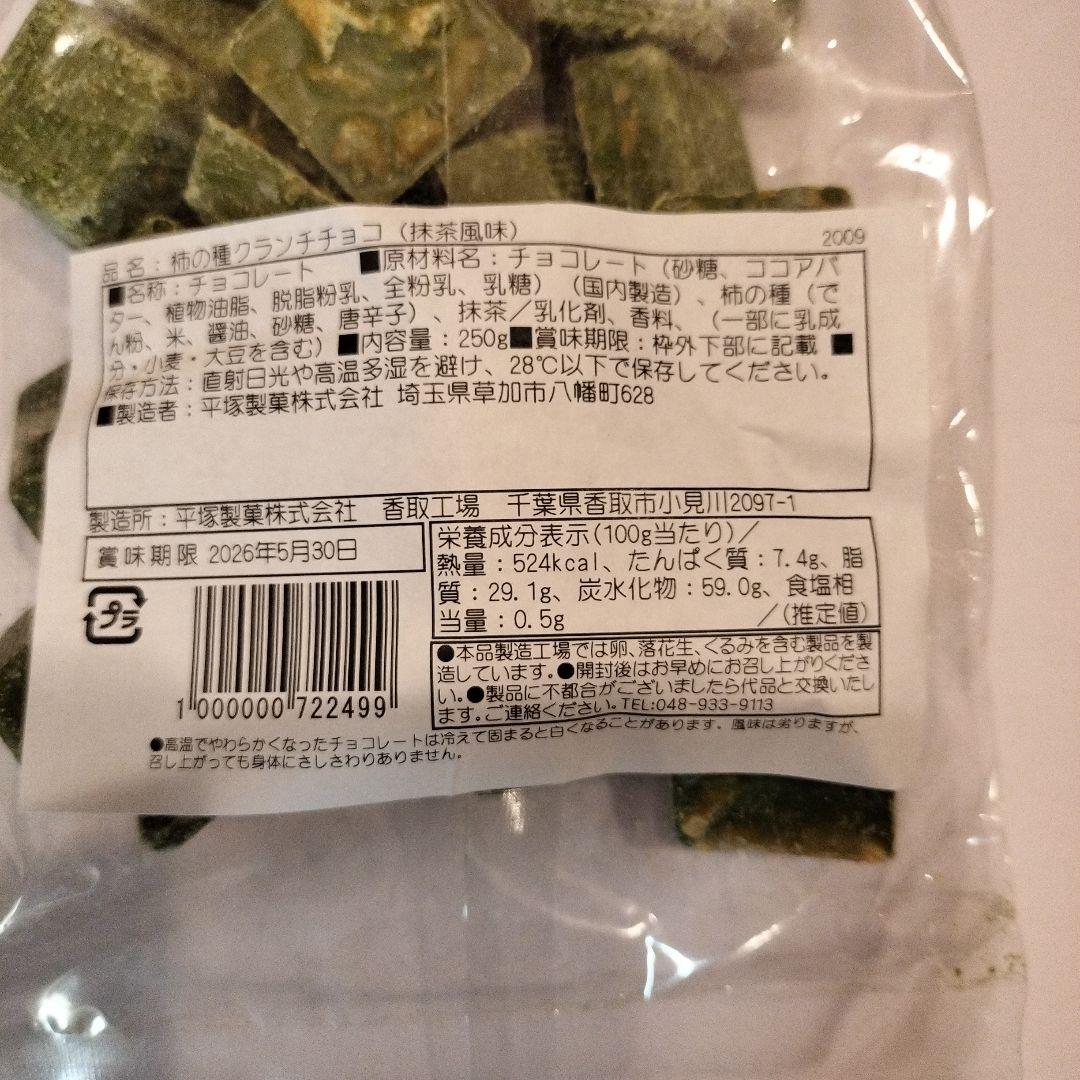 品名：柿の種クランチチョコ（抹茶風味） 2009
■名称：チョコレート ■原材料名：チョコレート（砂糖、ココアバ
ター、植物油脂、脱脂粉乳、全粉乳、乳糖）（国内製造）、柿の種（で
ん粉、米、醤油、砂糖、唐辛子）、抹茶／乳化剤、香料、（一部に乳成
分・小麦・大豆を含む）■内容量：250g■賞味期限：枠外下部に記載 ■
保存方法：直射日光や高温多湿を避け、28℃以下で保存してください。
■製造者：平塚製菓株式会社 埼玉県草加市八幡町628
製造所：平塚製菓株式会社 香取工場 千葉県香取市小見川2097-1
賞味期限 2026年5月30日
プラ
1 000000 722499
栄養成分表示(100g当たり)／
熱量：524kcal、たんぱく質：7.4g、脂
質：29.1g、炭水化物：59.0g、食塩相
当量：0.5g ／(推定値)
●本品製造工場では卵、落花生、くるみを含む製品を製
造しています。●開封後はお早めにお召し上がりくださ
い。●製品に不都合がございましたら代品と交換いたし
ます。ご連絡ください。TEL:048-933-9113
●高温でやわらかくなったチョコレートは冷えて固まると白くなることがあります。風味は劣りますが、
召し上がっても身体にさしさわりありません。